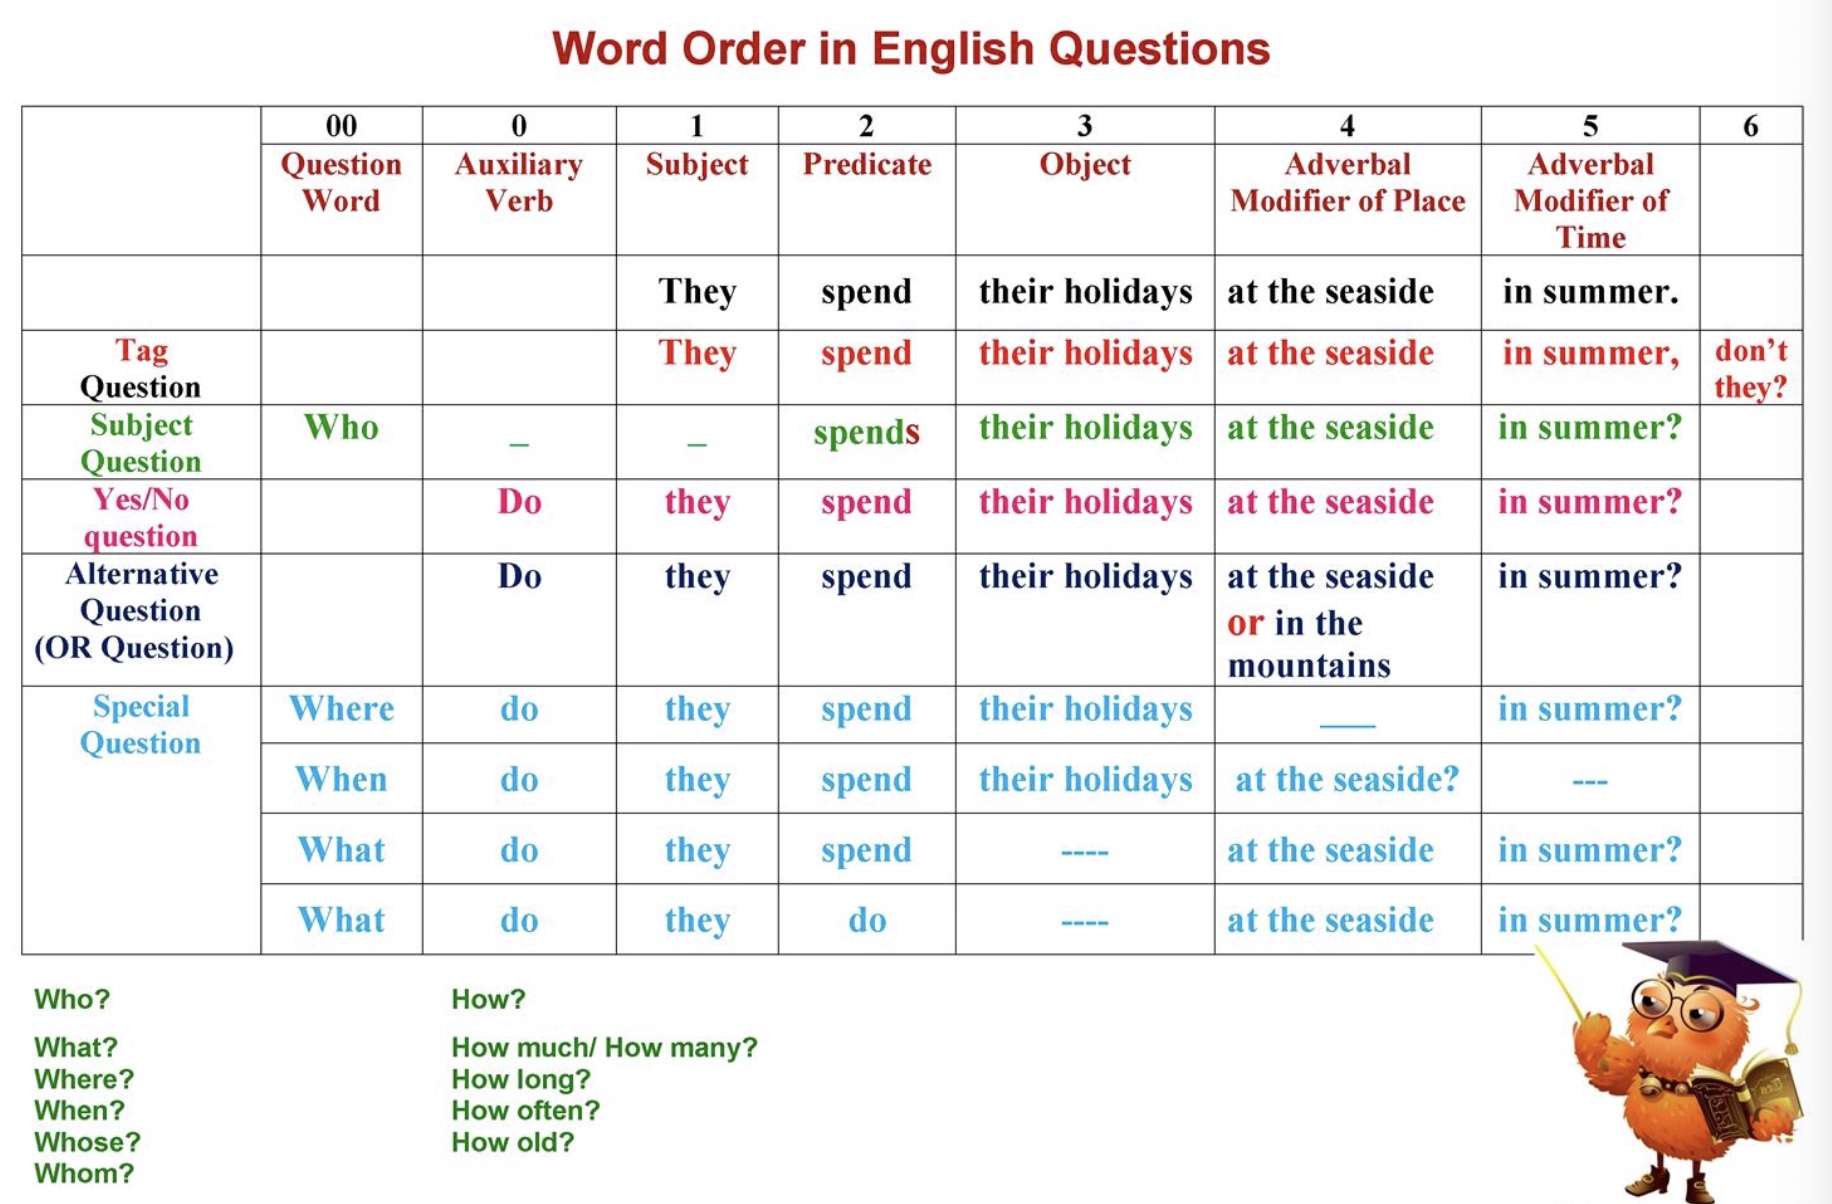 Word Order in English Questions
00 0 1 2 3 4 5 6
Question Word Auxiliary Verb Subject Predicate Object Adverbal Modifier of Place Adverbal Modifier of Time
They spend their holidays at the seaside in summer.
Tag Question They spend their holidays at the seaside in summer, don't they?
Subject Question Who _ _ spends their holidays at the seaside in summer?
Yes/No question Do they spend their holidays at the seaside in summer?
Alternative Question (OR Question) Do they spend their holidays at the seaside or in the mountains in summer?
Special Question Where do they spend their holidays ___ in summer?
When do they spend their holidays at the seaside? ---
What do they spend ---- at the seaside in summer?
What do they do ---- at the seaside in summer?
Who?
What?
Where?
When?
Whose?
Whom?
How?
How much/ How many?
How long?
How often?
How old?